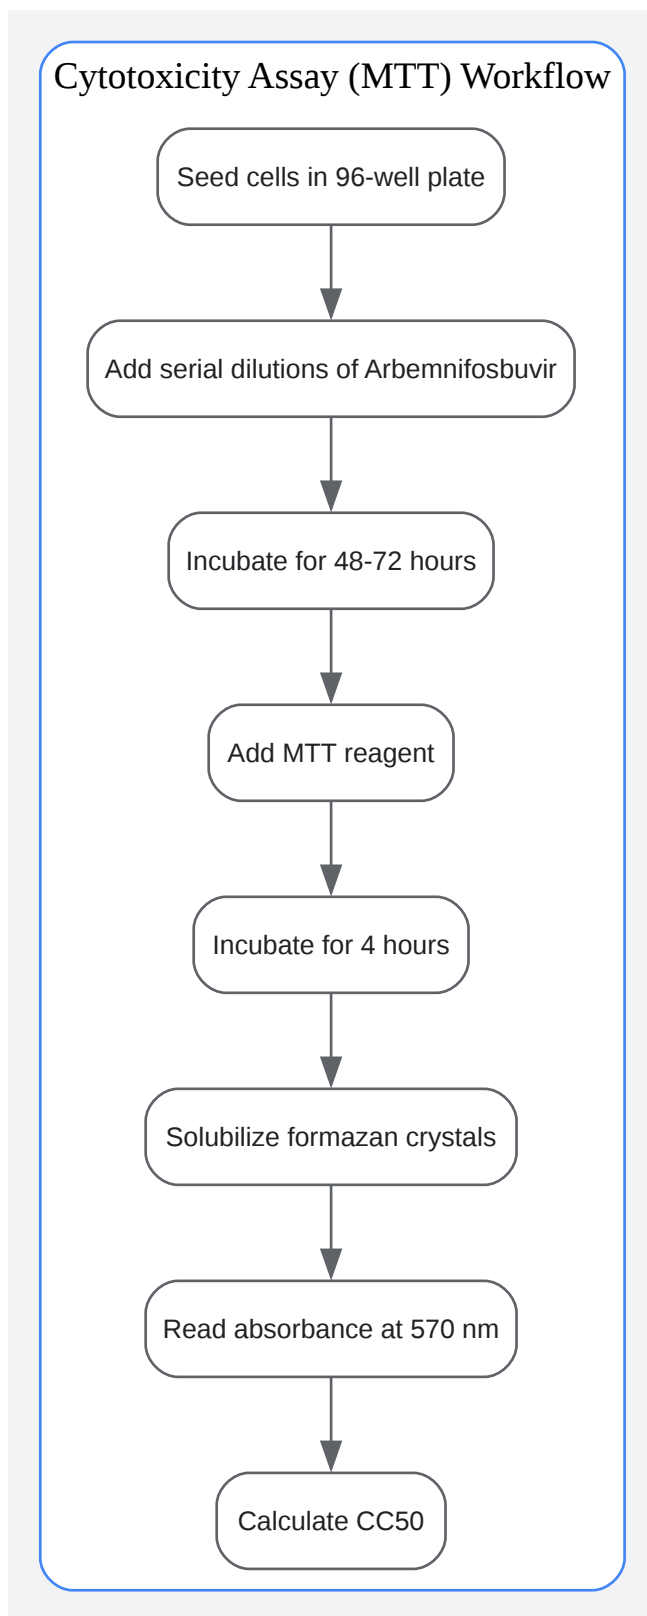 Cytotoxicity Assay (MTT) Workflow
Seed cells in 96-well plate
Add serial dilutions of Arbemnifosbuvir
Incubate for 48-72 hours
Add MTT reagent
Incubate for 4 hours
Solubilize formazan crystals
Read absorbance at 570 nm
Calculate CC50